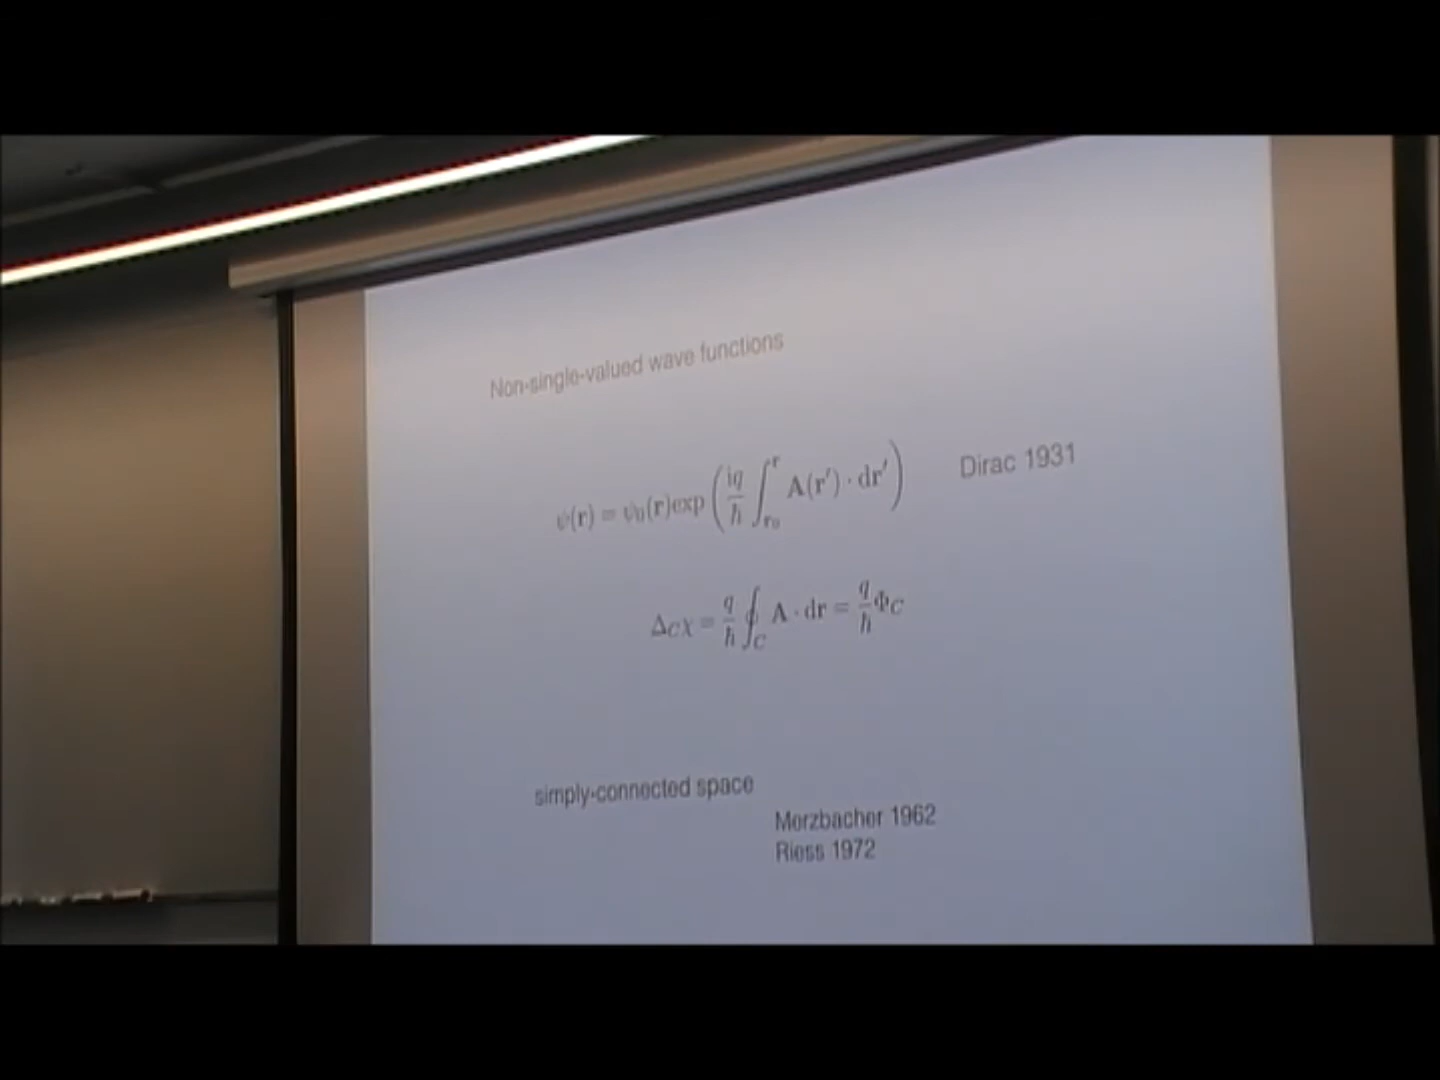 Non-single-valued wave functions
ψ(r) = ψ₀(r)exp(iq/ħ ∫_{r₀}^{r} A(r′) · dr′) Dirac 1931
Δ_C χ = q/ħ ∮_C A · dr = q/ħ Φ_C
simply-connected space
Merzbacher 1962
Riess 1972